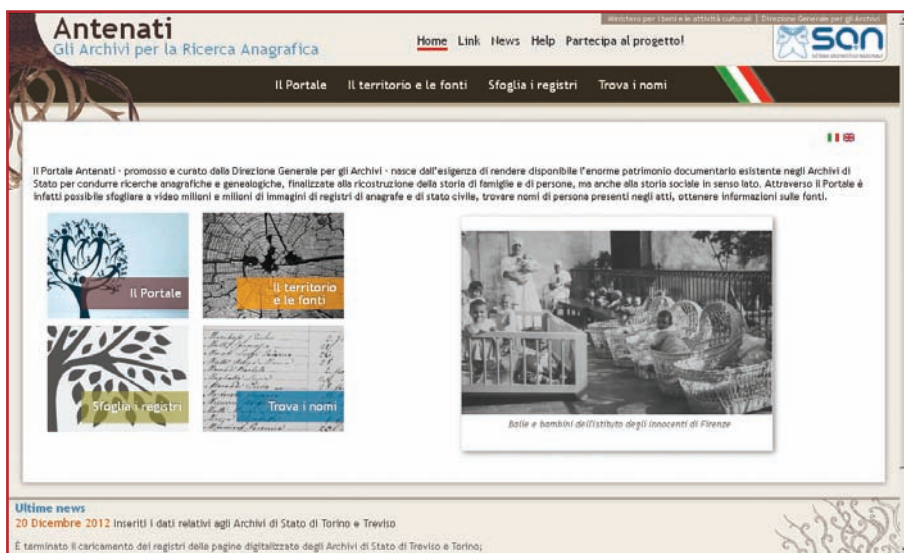 Ministero per i beni e le attività culturali | Direzione Generale per gli Archivi
Antenati
Gli Archivi per la Ricerca Anagrafica
Home Link News Help Partecipa al progetto!
san
SISTEMA ARCHIVISTICO NAZIONALE
Il Portale Il territorio e le fonti Sfoglia i registri Trova i nomi
Il Portale Antenati - promosso e curato dalla Direzione Generale per gli Archivi - nasce dall'esigenza di rendere disponibile l'enorme patrimonio documentario esistente negli Archivi di
Stato per condurre ricerche anagrafiche e genealogiche, finalizzate alla ricostruzione della storia di famiglie e di persone, ma anche alla storia sociale in senso lato. Attraverso il Portale è
infatti possibile sfogliare a video milioni e milioni di immagini di registri di anagrafe e di stato civile, trovare nomi di persona presenti negli atti, ottenere informazioni sulle fonti.
Il Portale
Il territorio
e le fonti
Sfoglia i registri
Trova i nomi
Balie e bambini dell'istituto degli innocenti di Firenze
Ultime news
20 Dicembre 2012 Inseriti i dati relativi agli Archivi di Stato di Torino e Treviso
È terminato il caricamento dei registri delle pagine digitalizzate degli Archivi di Stato di Treviso e Torino;